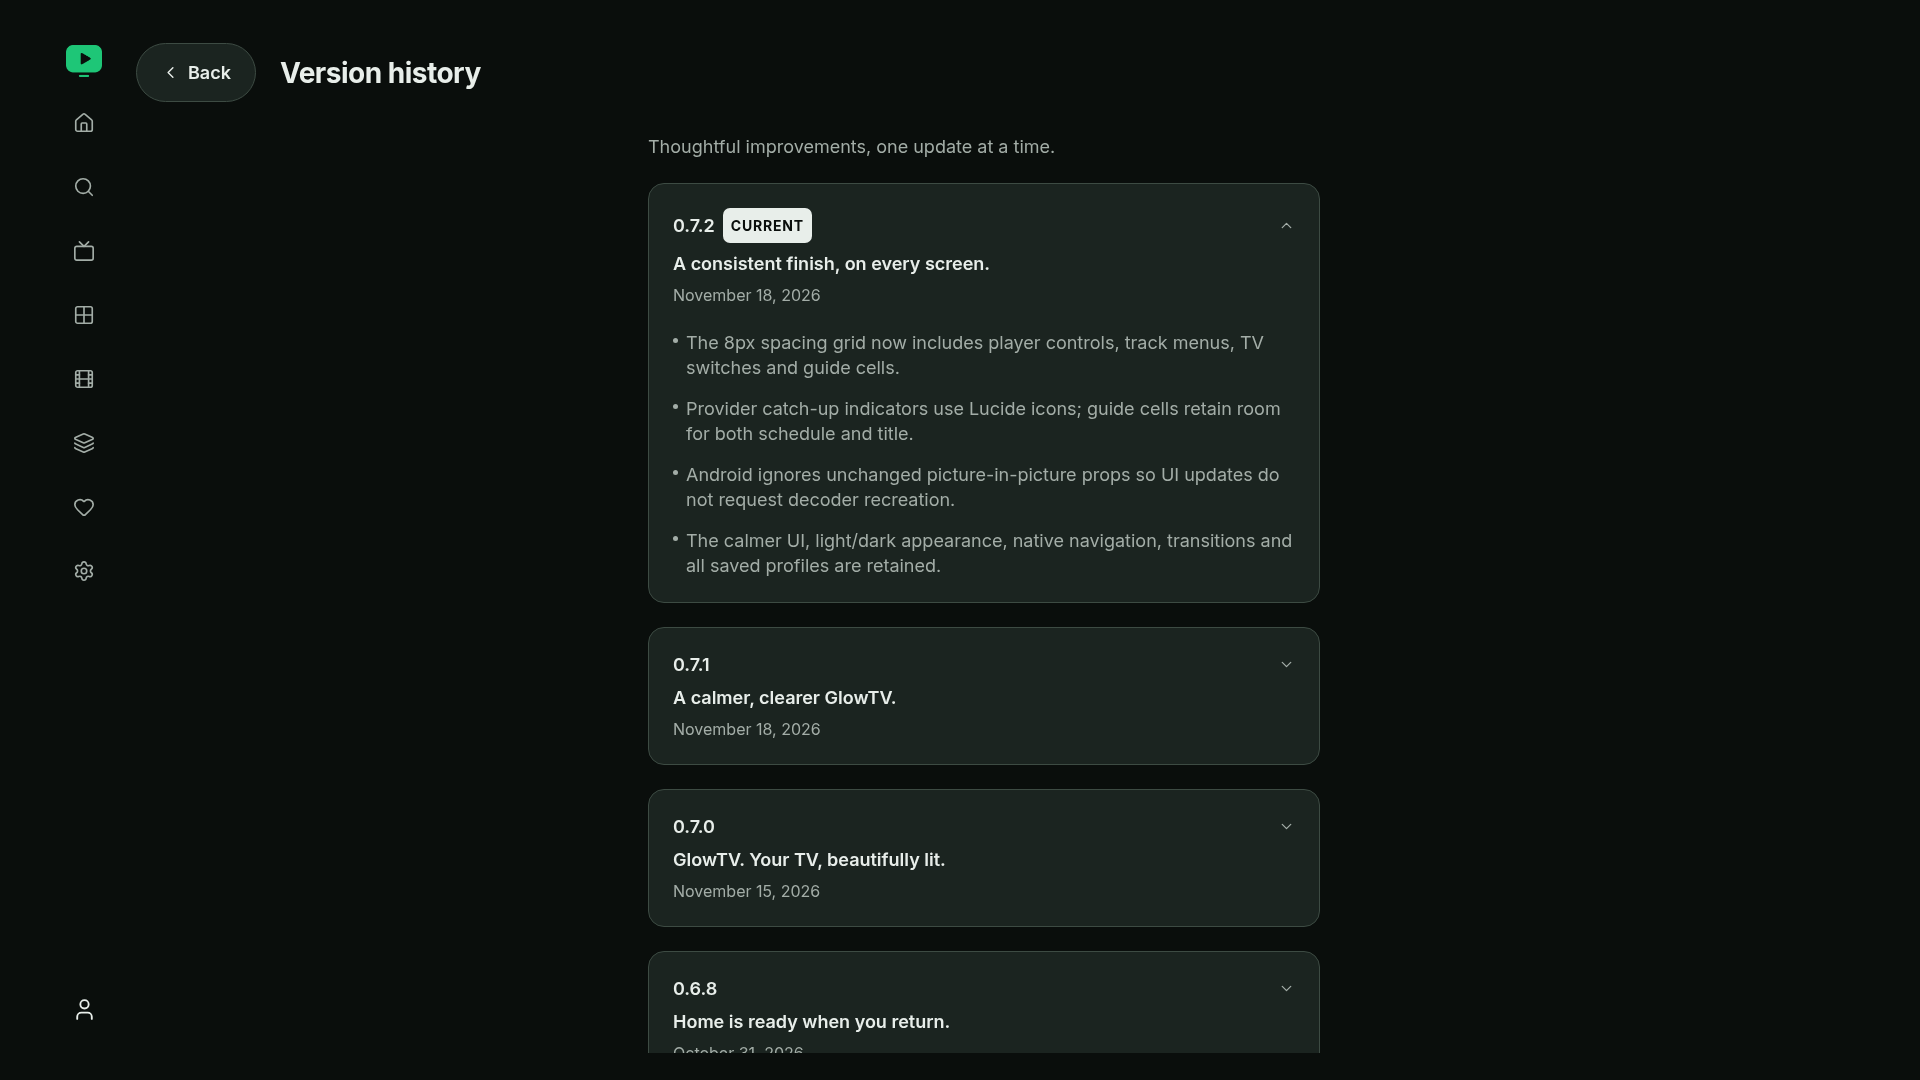 Back
Version history
Thoughtful improvements, one update at a time.
0.7.2 CURRENT
A consistent finish, on every screen.
November 18, 2026
• The 8px spacing grid now includes player controls, track menus, TV
switches and guide cells.
• Provider catch-up indicators use Lucide icons; guide cells retain room
for both schedule and title.
• Android ignores unchanged picture-in-picture props so UI updates do
not request decoder recreation.
• The calmer UI, light/dark appearance, native navigation, transitions and
all saved profiles are retained.
0.7.1
A calmer, clearer GlowTV.
November 18, 2026
0.7.0
GlowTV. Your TV, beautifully lit.
November 15, 2026
0.6.8
Home is ready when you return.
October 31, 2026